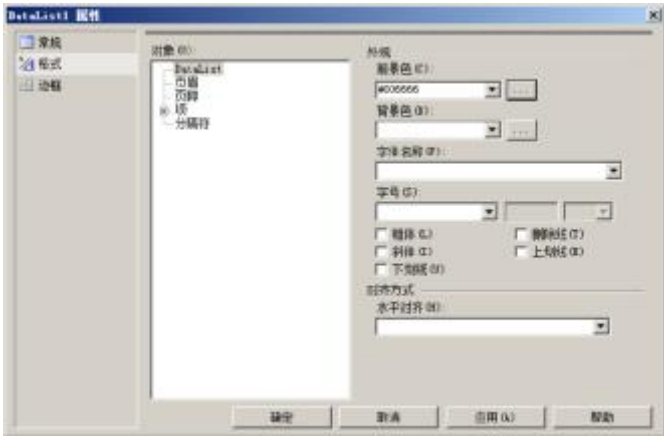 DataList1 属性
常规
格式
边框
对象(O):
DataList
页眉
页脚
项
分隔符
外观
前景色(C):
#006666
...
背景色(B):
...
字体名称(F):
字号(S):
粗体(L)
删除线(T)
斜体(I)
上划线(R)
下划线(U)
对齐方式
水平对齐(H):
确定
取消
应用(A)
帮助